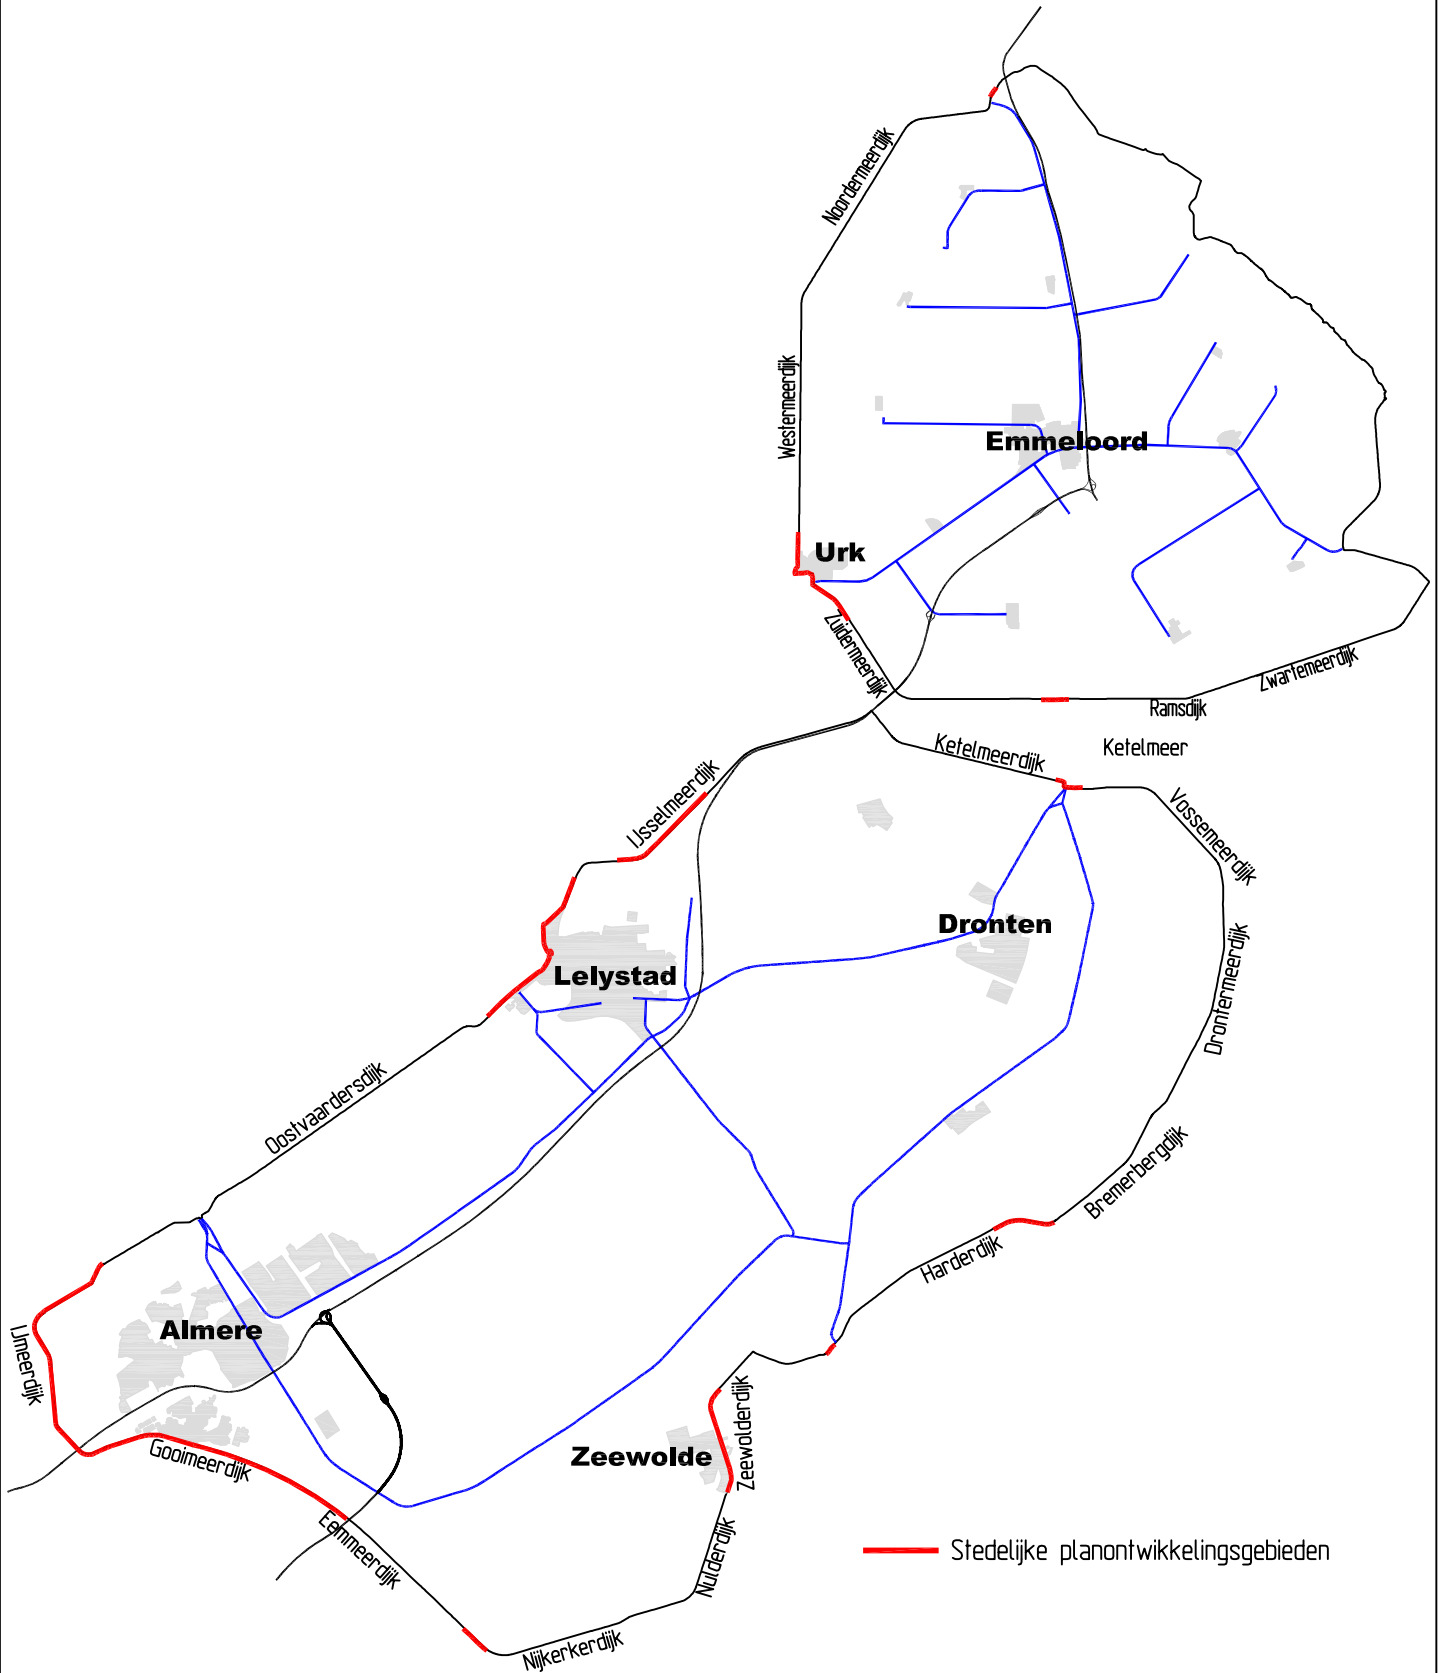 Noordermeerdijk
Westermeerdijk
Emmeloord
Urk
Zuidermeerdijk
Zwartemeerdijk
Ramsdijk
Ketelmeerdijk
Ketelmeer
IJsselmeerdijk
Vossemeerdijk
Dronten
Drontermeerdijk
Lelystad
Oostvaardersdijk
Bremerbergdijk
Harderdijk
Almere
IJmeerdijk
Zeewolderdijk
Gooimeerdijk
Zeewolde
Eemmeerdijk
Nulderdijk
Stedelijke planontwikkelingsgebieden
Nijkerkerdijk